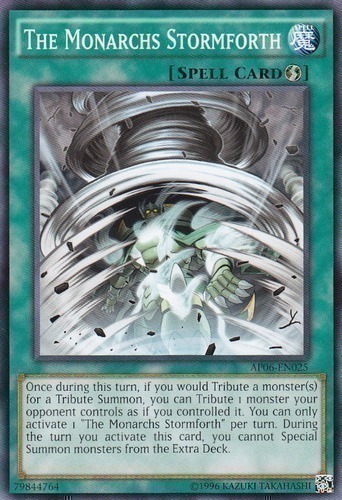 The Monarchs Stormforth
[Spell Card]
AP06-EN025
Once during this turn, if you would Tribute a monster(s)
for a Tribute Summon, you can Tribute 1 monster your
opponent controls as if you controlled it. You can only
activate 1 "The Monarchs Stormforth" per turn. During
the turn you activate this card, you cannot Special
Summon monsters from the Extra Deck.
79844764
©1996 KAZUKI TAKAHASHI